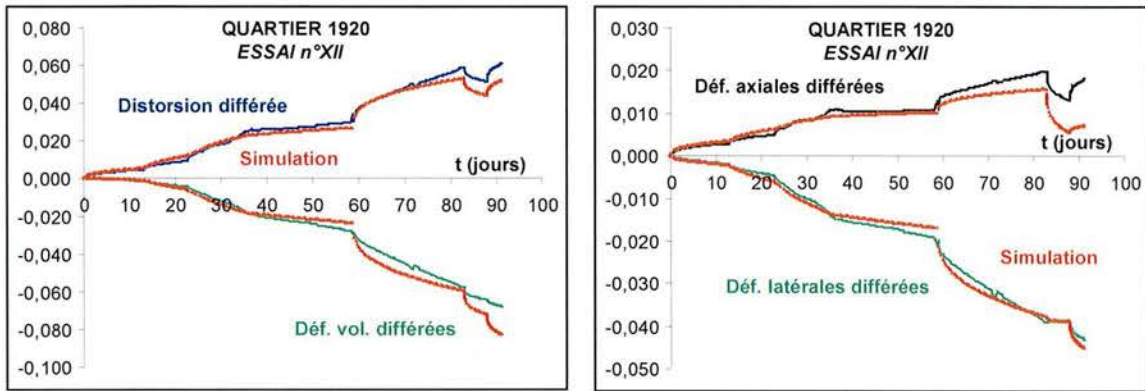 QUARTIER 1920
ESSAI n°XII
0,080
0,060
0,040
0,020
0,000
-0,020
-0,040
-0,060
-0,080
-0,100
Distorsion différée
Simulation
t (jours)
0 10 20 30 40 50 60 70 80 90 100
Déf. vol. différées
QUARTIER 1920
ESSAI n°XII
0,030
0,020
0,010
0,000
-0,010
-0,020
-0,030
-0,040
-0,050
Déf. axiales différées
t (jours)
0 10 20 30 40 50 60 70 80 90 100
Simulation
Déf. latérales différées